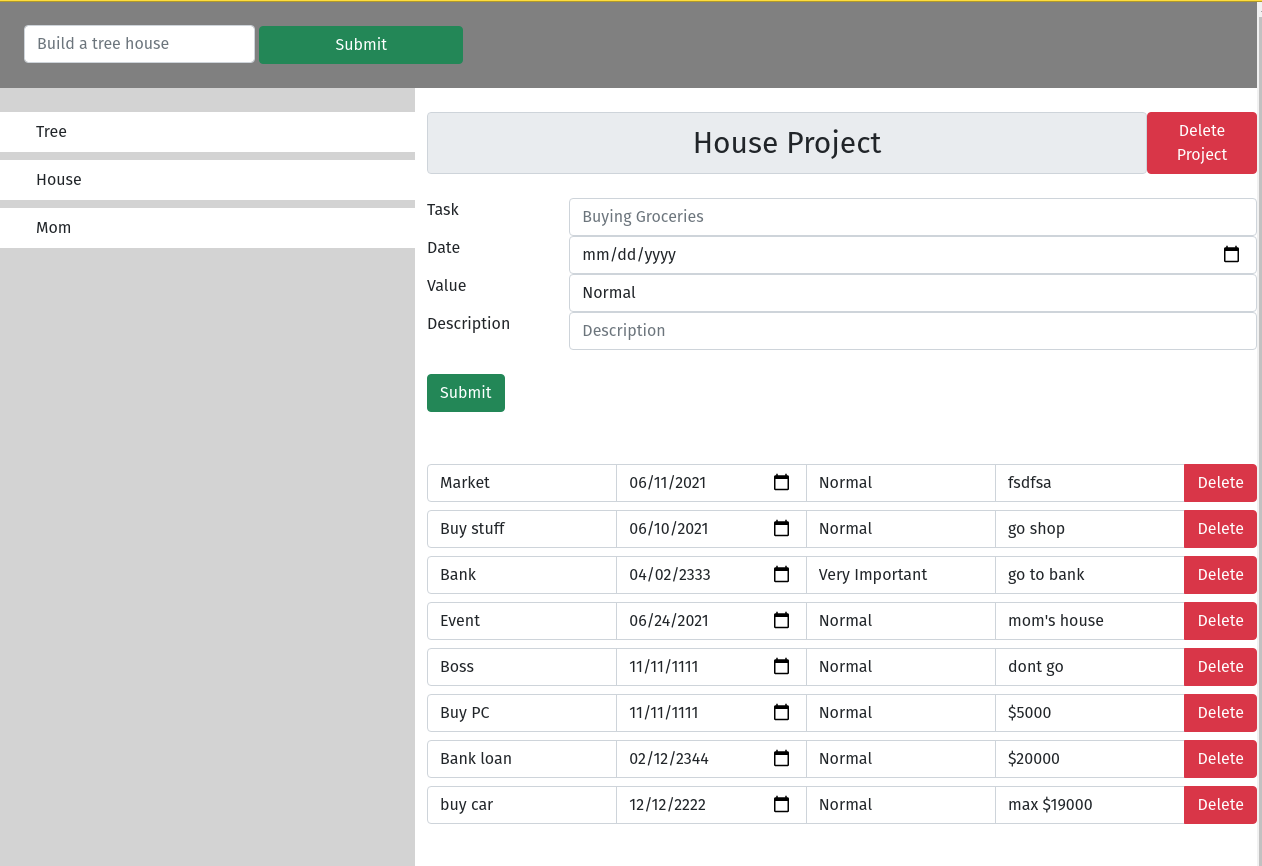 Build a tree house Submit
Tree
House
Mom
House Project
Delete
Project
Task Buying Groceries
Date mm/dd/yyyy
Value Normal
Description Description
Submit
Market 06/11/2021 Normal fsdfsa Delete
Buy stuff 06/10/2021 Normal go shop Delete
Bank 04/02/2333 Very Important go to bank Delete
Event 06/24/2021 Normal mom's house Delete
Boss 11/11/1111 Normal dont go Delete
Buy PC 11/11/1111 Normal $5000 Delete
Bank loan 02/12/2344 Normal $20000 Delete
buy car 12/12/2222 Normal max $19000 Delete